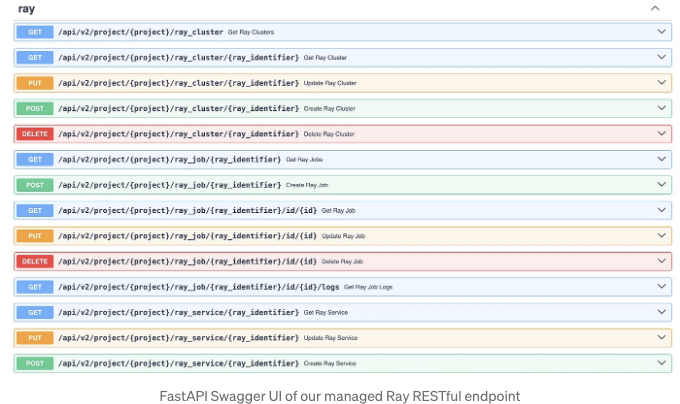 ray
GET /api/v2/project/{project}/ray_cluster Get Ray Clusters
GET /api/v2/project/{project}/ray_cluster/{ray_identifier} Get Ray Cluster
PUT /api/v2/project/{project}/ray_cluster/{ray_identifier} Update Ray Cluster
POST /api/v2/project/{project}/ray_cluster/{ray_identifier} Create Ray Cluster
DELETE /api/v2/project/{project}/ray_cluster/{ray_identifier} Delete Ray Cluster
GET /api/v2/project/{project}/ray_job/{ray_identifier} Get Ray Jobs
POST /api/v2/project/{project}/ray_job/{ray_identifier} Create Ray Job
GET /api/v2/project/{project}/ray_job/{ray_identifier}/id/{id} Get Ray Job
PUT /api/v2/project/{project}/ray_job/{ray_identifier}/id/{id} Update Ray Job
DELETE /api/v2/project/{project}/ray_job/{ray_identifier}/id/{id} Delete Ray Job
GET /api/v2/project/{project}/ray_job/{ray_identifier}/id/{id}/logs Get Ray Job Logs
GET /api/v2/project/{project}/ray_service/{ray_identifier} Get Ray Service
PUT /api/v2/project/{project}/ray_service/{ray_identifier} Update Ray Service
POST /api/v2/project/{project}/ray_service/{ray_identifier} Create Ray Service
FastAPI Swagger UI of our managed Ray RESTful endpoint